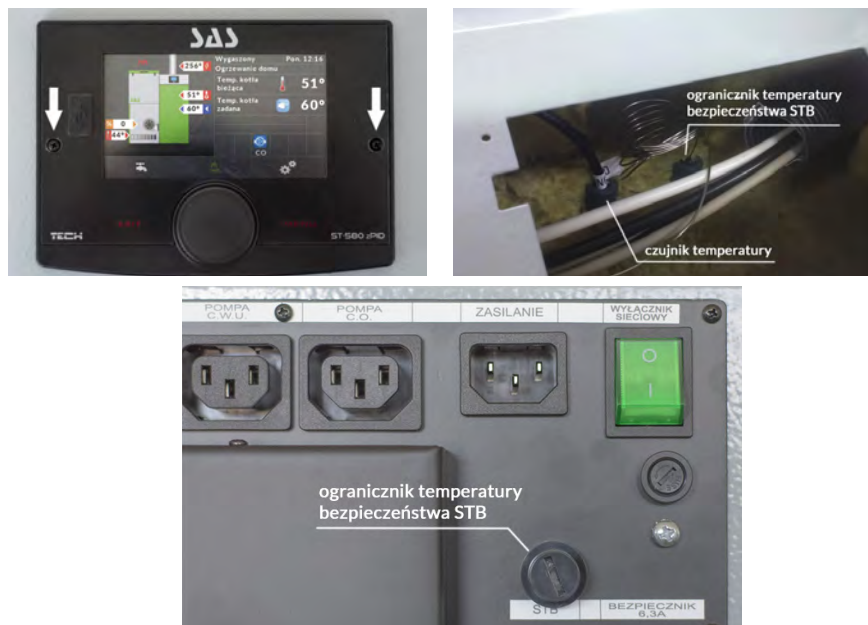 SAS
256°
Wygaszony Pon. 12:16
Ogrzewanie domu
Temp. kotła
bieżąca
51°
Temp. kotła
zadana
60°
51°
60°
0
44°
CO
TECH
ST-580 zPID
ogranicznik temperatury
bezpieczeństwa STB
czujnik temperatury
POMPA
C.W.U.
POMPA
C.O.
ZASILANIE
WYŁĄCZNIK
SIECIOWY
O
I
ogranicznik temperatury
bezpieczeństwa STB
STB
BEZPIECZNIK
6,3A